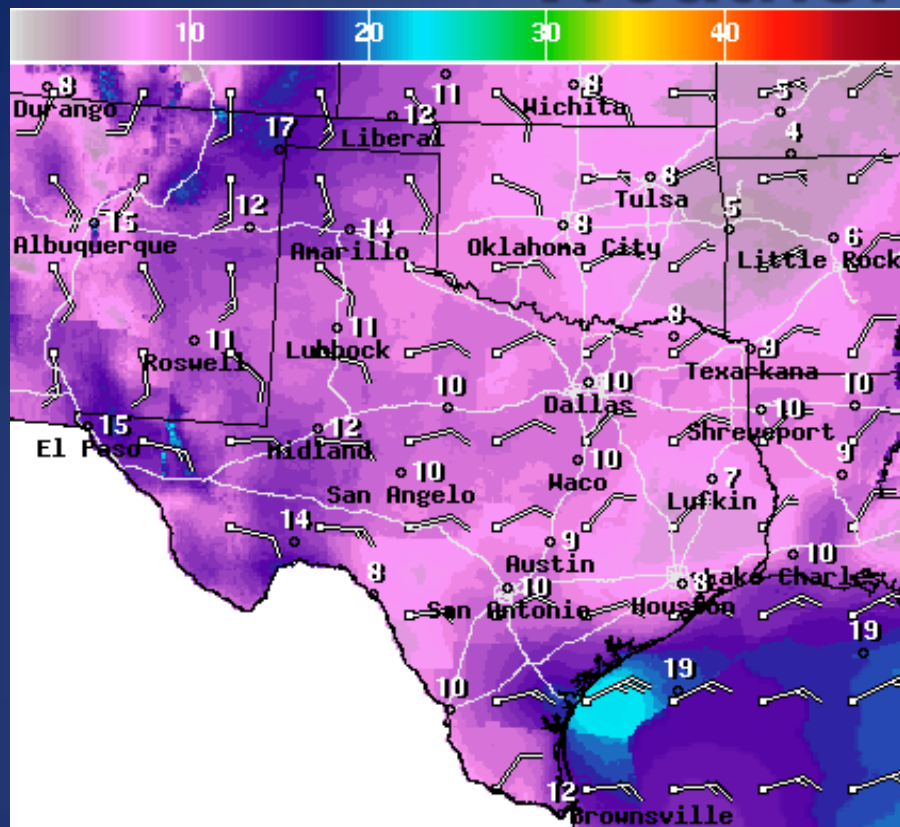 10 20 30 40
8 11 8
Durango Wichita 5
12
17 Liberal 4
8
Tulsa
15 12 14 8 5 6
Albuquerque Amarillo Oklahoma City Little Rock
11 11 9
Roswell Lubbock 9
Texarkana
10 10 10
Dallas
15 12 10
El Paso Midland Shreveport
10 10 7 9
San Angelo Waco Lufkin
14 9 10
Austin
8 10 8 Lake Charles
San Antonio Houston
19
19
10
12
Brownsville